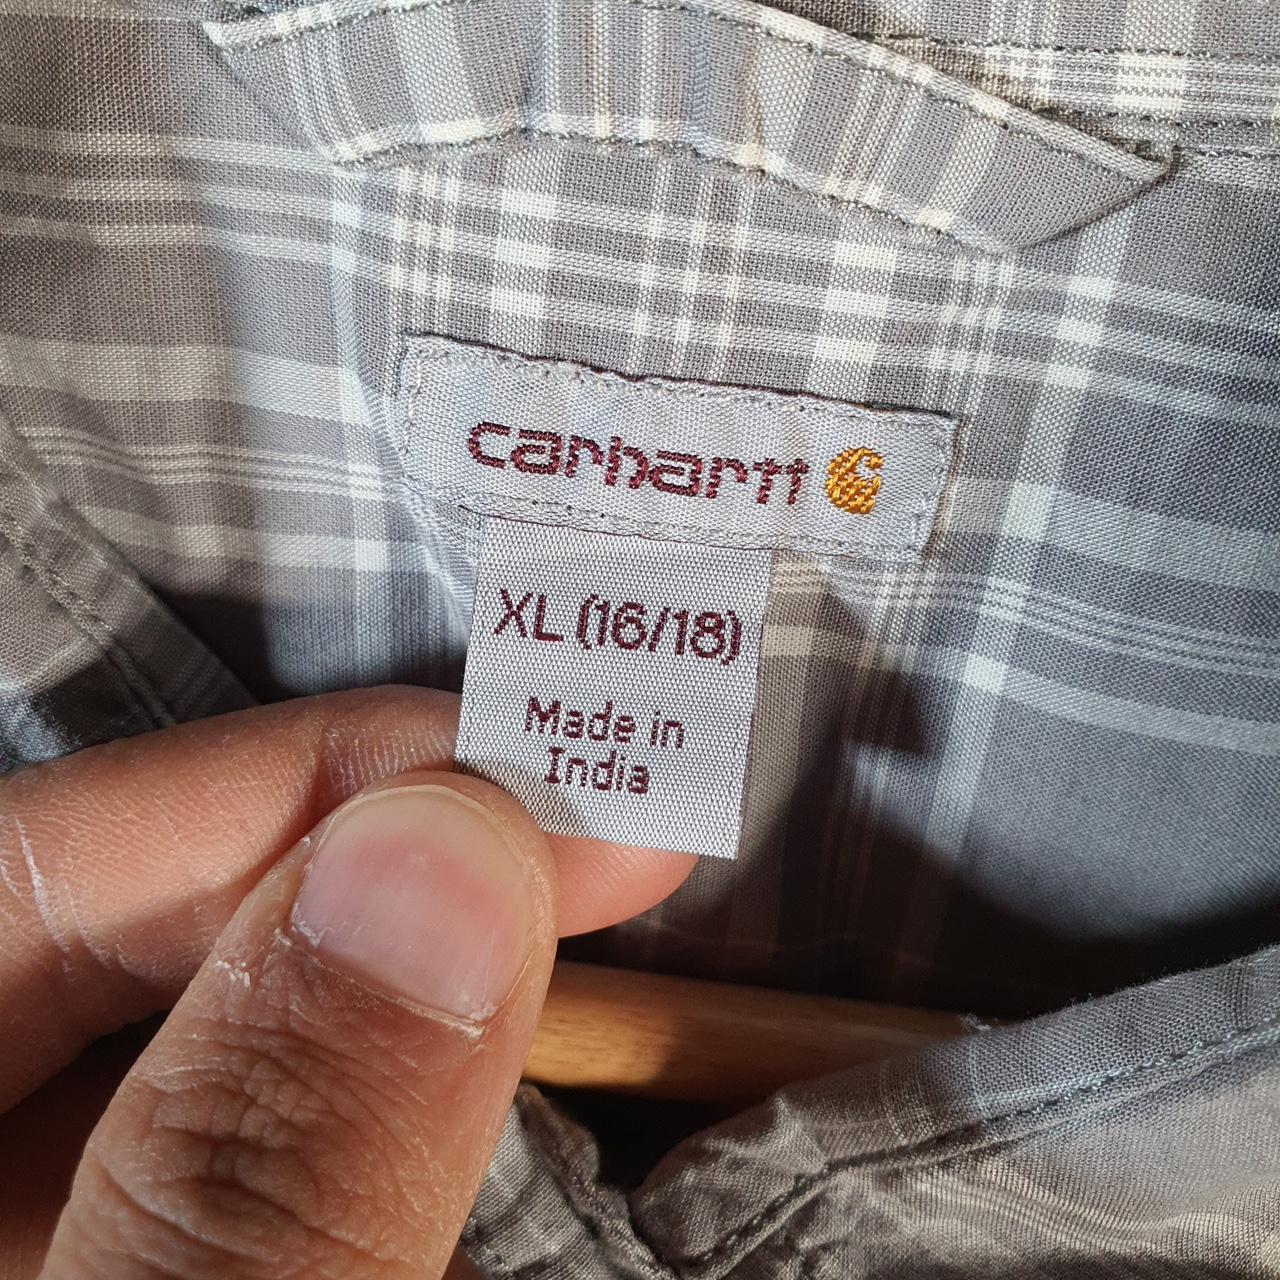 carhartt
XL (16/18)
Made in
India